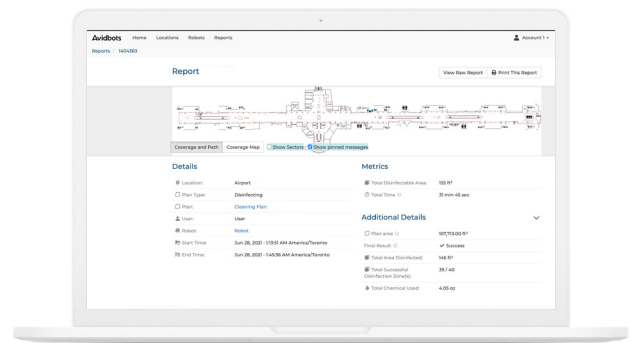 Avidbots Home Locations Robots Reports Account 1
Reports / 1404363
Report
View Raw Report Print This Report
Coverage and Path Coverage Map Show Sectors Show pinned messages
Details
Location: Airport
Plan Type: Disinfecting
Plan: Cleaning Plan
User: User
Robot: Robot
Start Time: Jun 28, 2021 - 1:13:51 AM America/Toronto
End Time: Jun 28, 2021 - 1:45:36 AM America/Toronto
Metrics
Total Disinfectable Area: 155 ft²
Total Time 31 min 45 sec
Additional Details
Plan area 107,713.00 ft²
Final Result Success
Total Area Disinfected: 146 ft²
Total Successful
Disinfection Zone(s): 39 / 40
Total Chemical Used: 4.05 oz